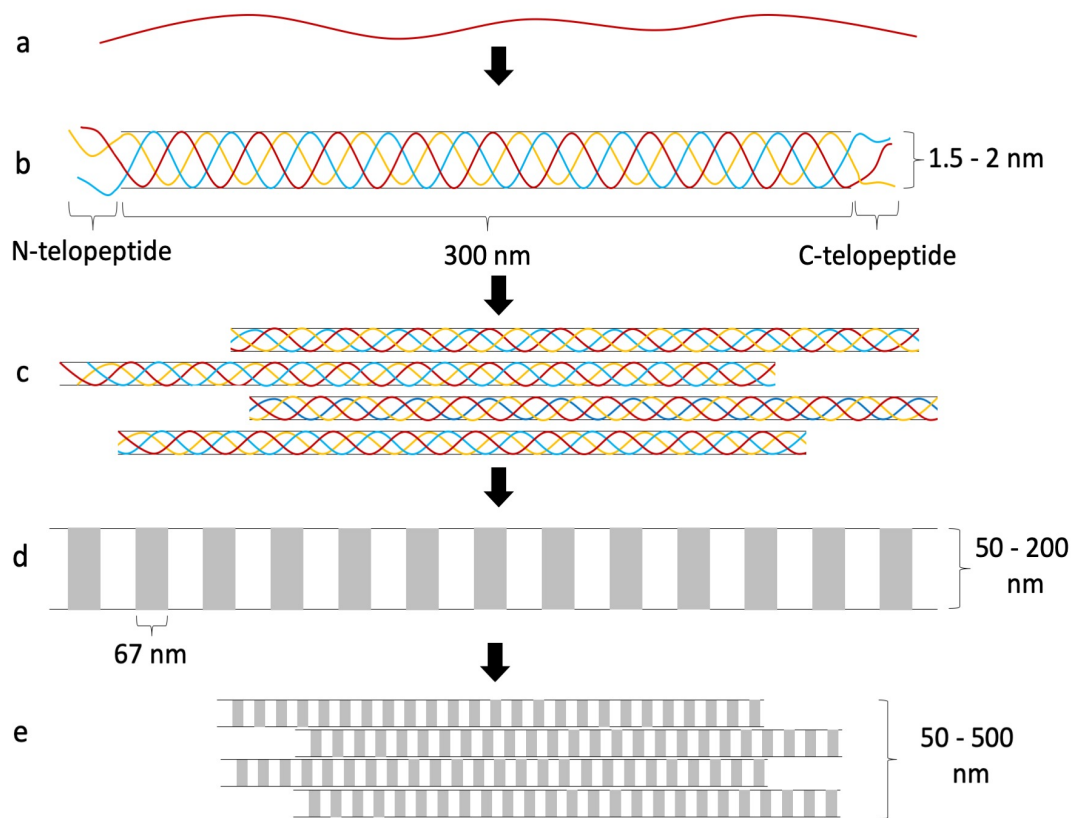 a
b
1.5 - 2 nm
N-telopeptide
300 nm
C-telopeptide
c
d
50 - 200
nm
67 nm
e
50 - 500
nm